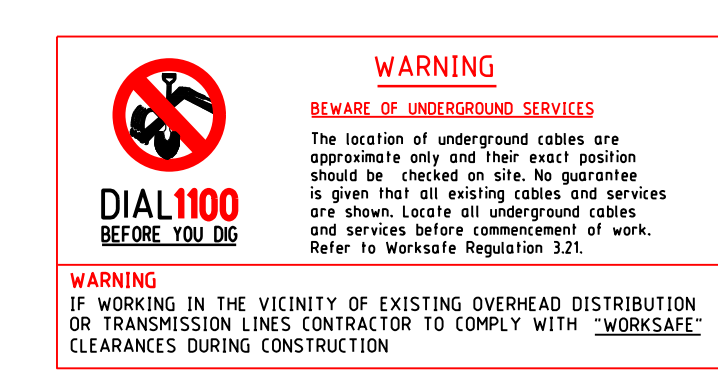 WARNING
BEWARE OF UNDERGROUND SERVICES
The location of underground cables are
approximate only and their exact position
should be checked on site. No guarantee
is given that all existing cables and services
are shown. Locate all underground cables
and services before commencement of work.
Refer to Worksafe Regulation 3.21.
DIAL1100
BEFORE YOU DIG
WARNING
IF WORKING IN THE VICINITY OF EXISTING OVERHEAD DISTRIBUTION
OR TRANSMISSION LINES CONTRACTOR TO COMPLY WITH "WORKSAFE"
CLEARANCES DURING CONSTRUCTION